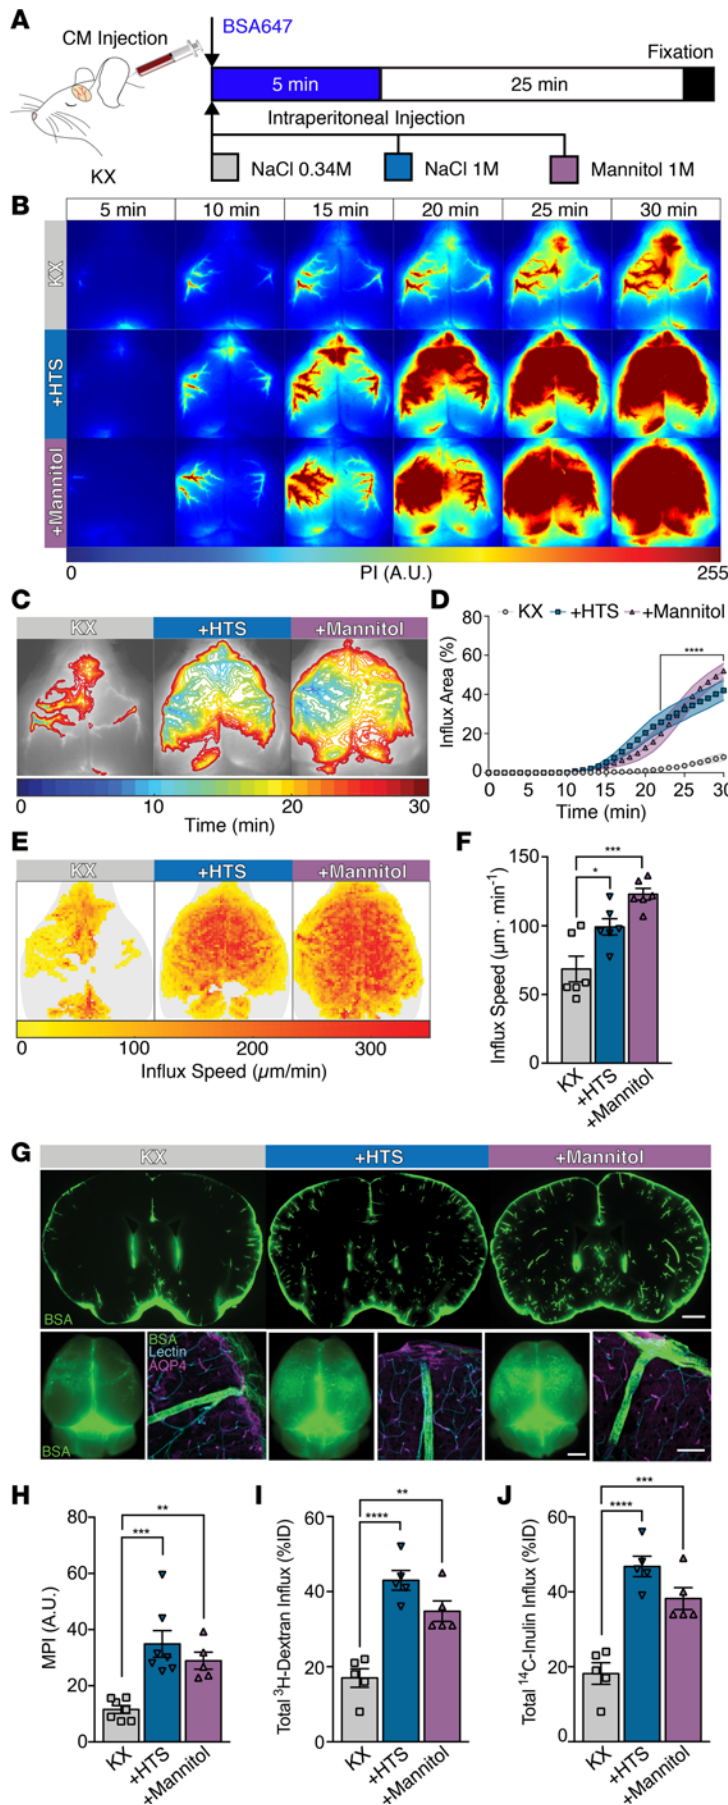 A
CM Injection
BSA647
Fixation
5 min
25 min
Intraperitoneal Injection
KX
NaCl 0.34M
NaCl 1M
Mannitol 1M
B
5 min
10 min
15 min
20 min
25 min
30 min
KX
+HTS
+Mannitol
0
PI (A.U.)
255
C
KX
+HTS
+Mannitol
0
10
20
30
Time (min)
D
KX
+HTS
+Mannitol
80
60
40
20
0
Influx Area (%)
****
0
5
10
15
20
25
30
Time (min)
E
KX
+HTS
+Mannitol
0
100
200
300
Influx Speed (µm/min)
F
***
*
150
100
50
0
Influx Speed (µm · min⁻¹)
KX
+HTS
+Mannitol
G
KX
+HTS
+Mannitol
BSA
BSA
Lectin
AQP4
BSA
H
**
***
80
60
40
20
0
MPI (A.U.)
KX
+HTS
+Mannitol
I
**
****
60
40
20
0
Total ³H-Dextran Influx (%ID)
KX
+HTS
+Mannitol
J
***
****
60
40
20
0
Total ¹⁴C-Inulin Influx (%ID)
KX
+HTS
+Mannitol